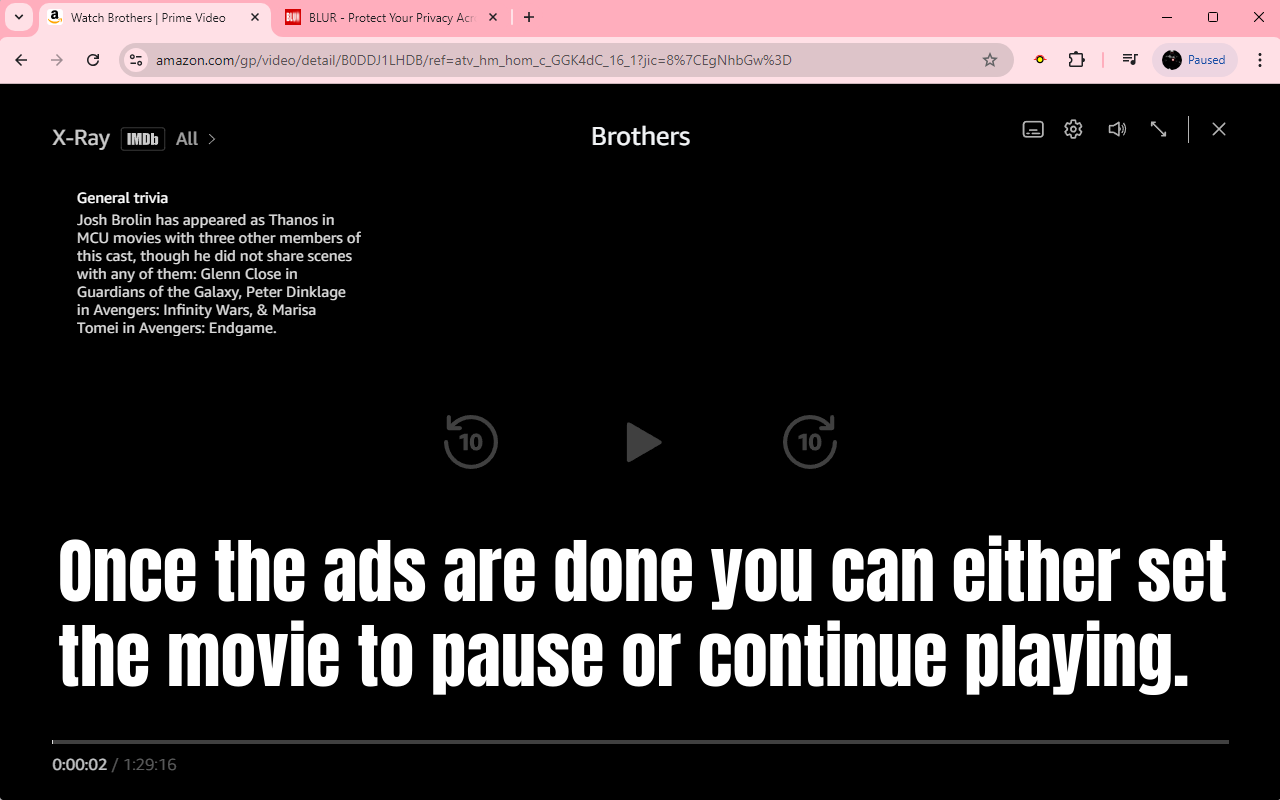 Watch Brothers | Prime Video
BLUR - Protect Your Privacy Acr
amazon.com/gp/video/detail/B0DDJ1LHDB/ref=atv_hm_hom_c_GGK4dC_16_1?jic=8%7CEgNhbGw%3D
Paused
X-Ray IMDb All
Brothers
General trivia
Josh Brolin has appeared as Thanos in
MCU movies with three other members of
this cast, though he did not share scenes
with any of them: Glenn Close in
Guardians of the Galaxy, Peter Dinklage
in Avengers: Infinity Wars, & Marisa
Tomei in Avengers: Endgame.
10
10
Once the ads are done you can either set
the movie to pause or continue playing.
0:00:02 / 1:29:16